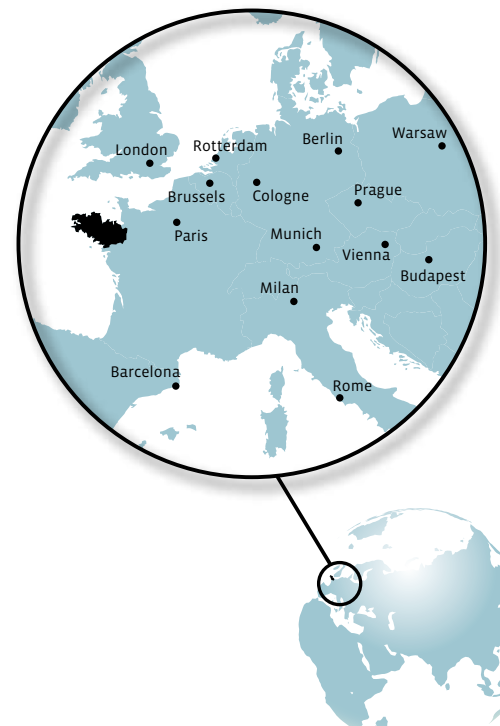 Warsaw
Berlin
Rotterdam
London
Prague
Cologne
Brussels
Munich
Paris
Vienna
Budapest
Milan
Barcelona
Rome